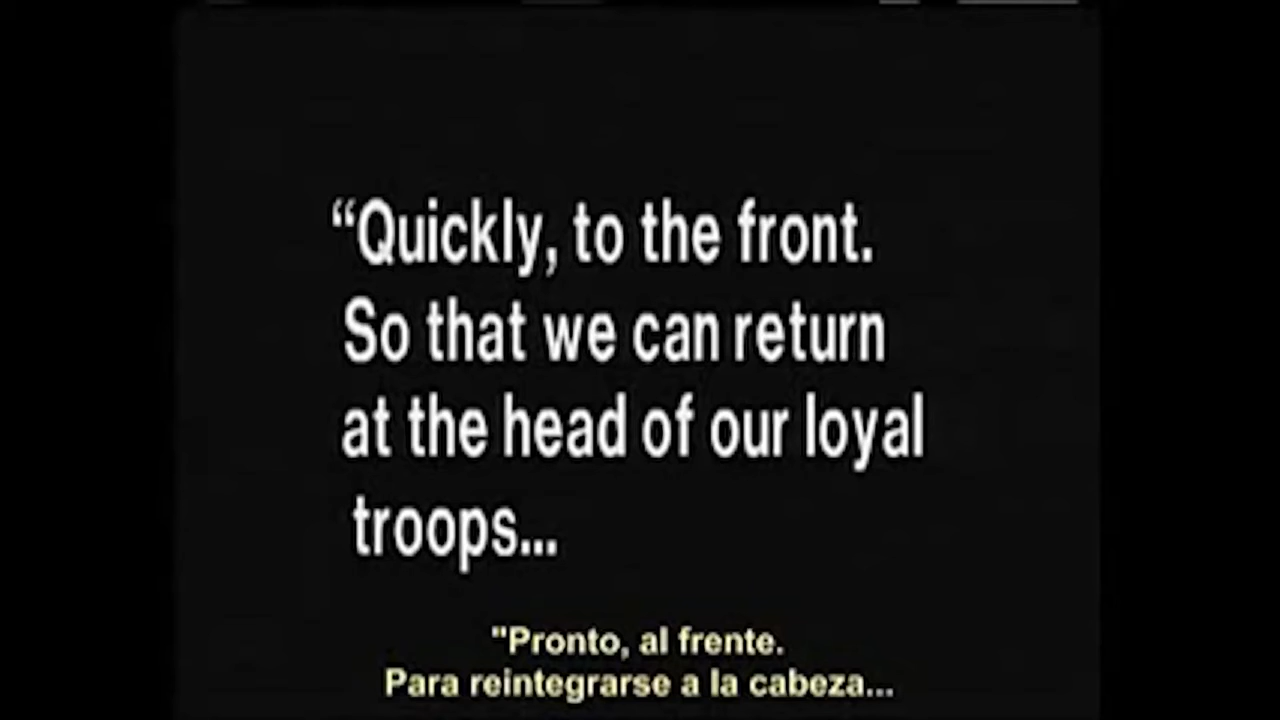 “Quickly, to the front.
So that we can return
at the head of our loyal
troops...
"Pronto, al frente.
Para reintegrarse a la cabeza...